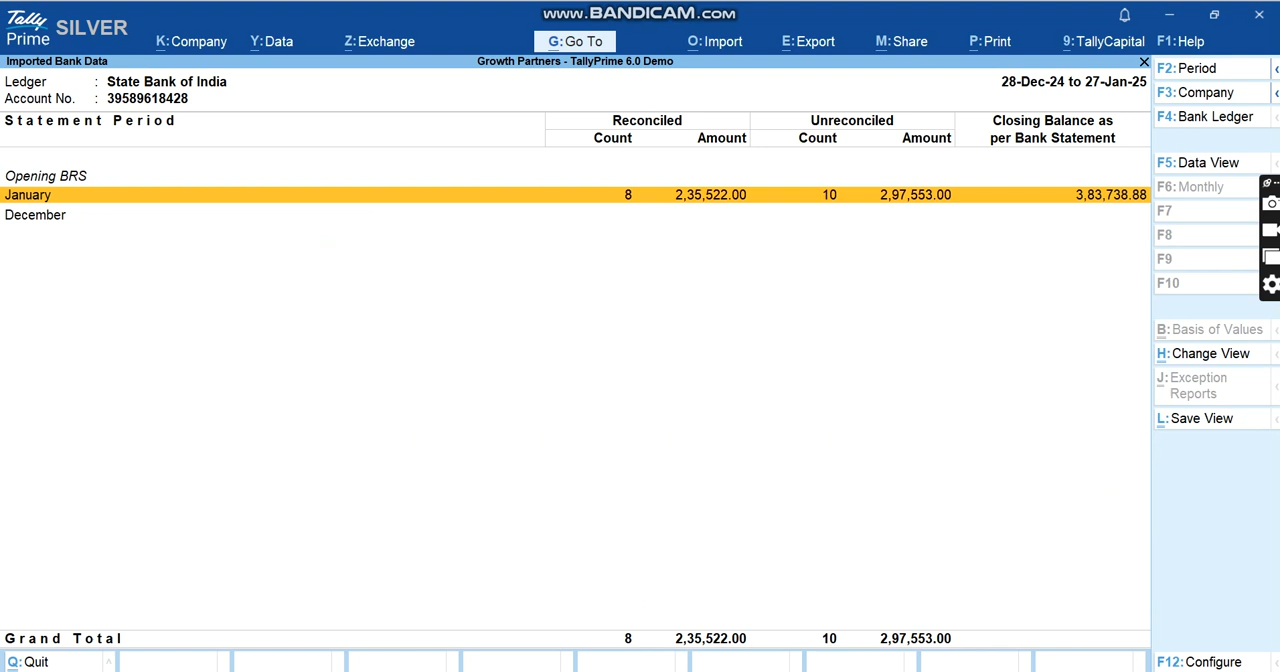 www.BANDICAM.com
Tally Prime SILVER
K:Company Y:Data Z:Exchange G:Go To O:Import E:Export M:Share P:Print 9:TallyCapital F1:Help
Imported Bank Data Growth Partners - TallyPrime 6.0 Demo
Ledger : State Bank of India 28-Dec-24 to 27-Jan-25
Account No. : 39589618428
Statement Period Reconciled Unreconciled Closing Balance as
Count Amount Count Amount per Bank Statement
Opening BRS
January 8 2,35,522.00 10 2,97,553.00 3,83,738.88
December
Grand Total 8 2,35,522.00 10 2,97,553.00
Q:Quit
F2:Period
F3:Company
F4:Bank Ledger
F5:Data View
F6:Monthly
F7
F8
F9
F10
B:Basis of Values
H:Change View
J:Exception
Reports
L:Save View
F12:Configure